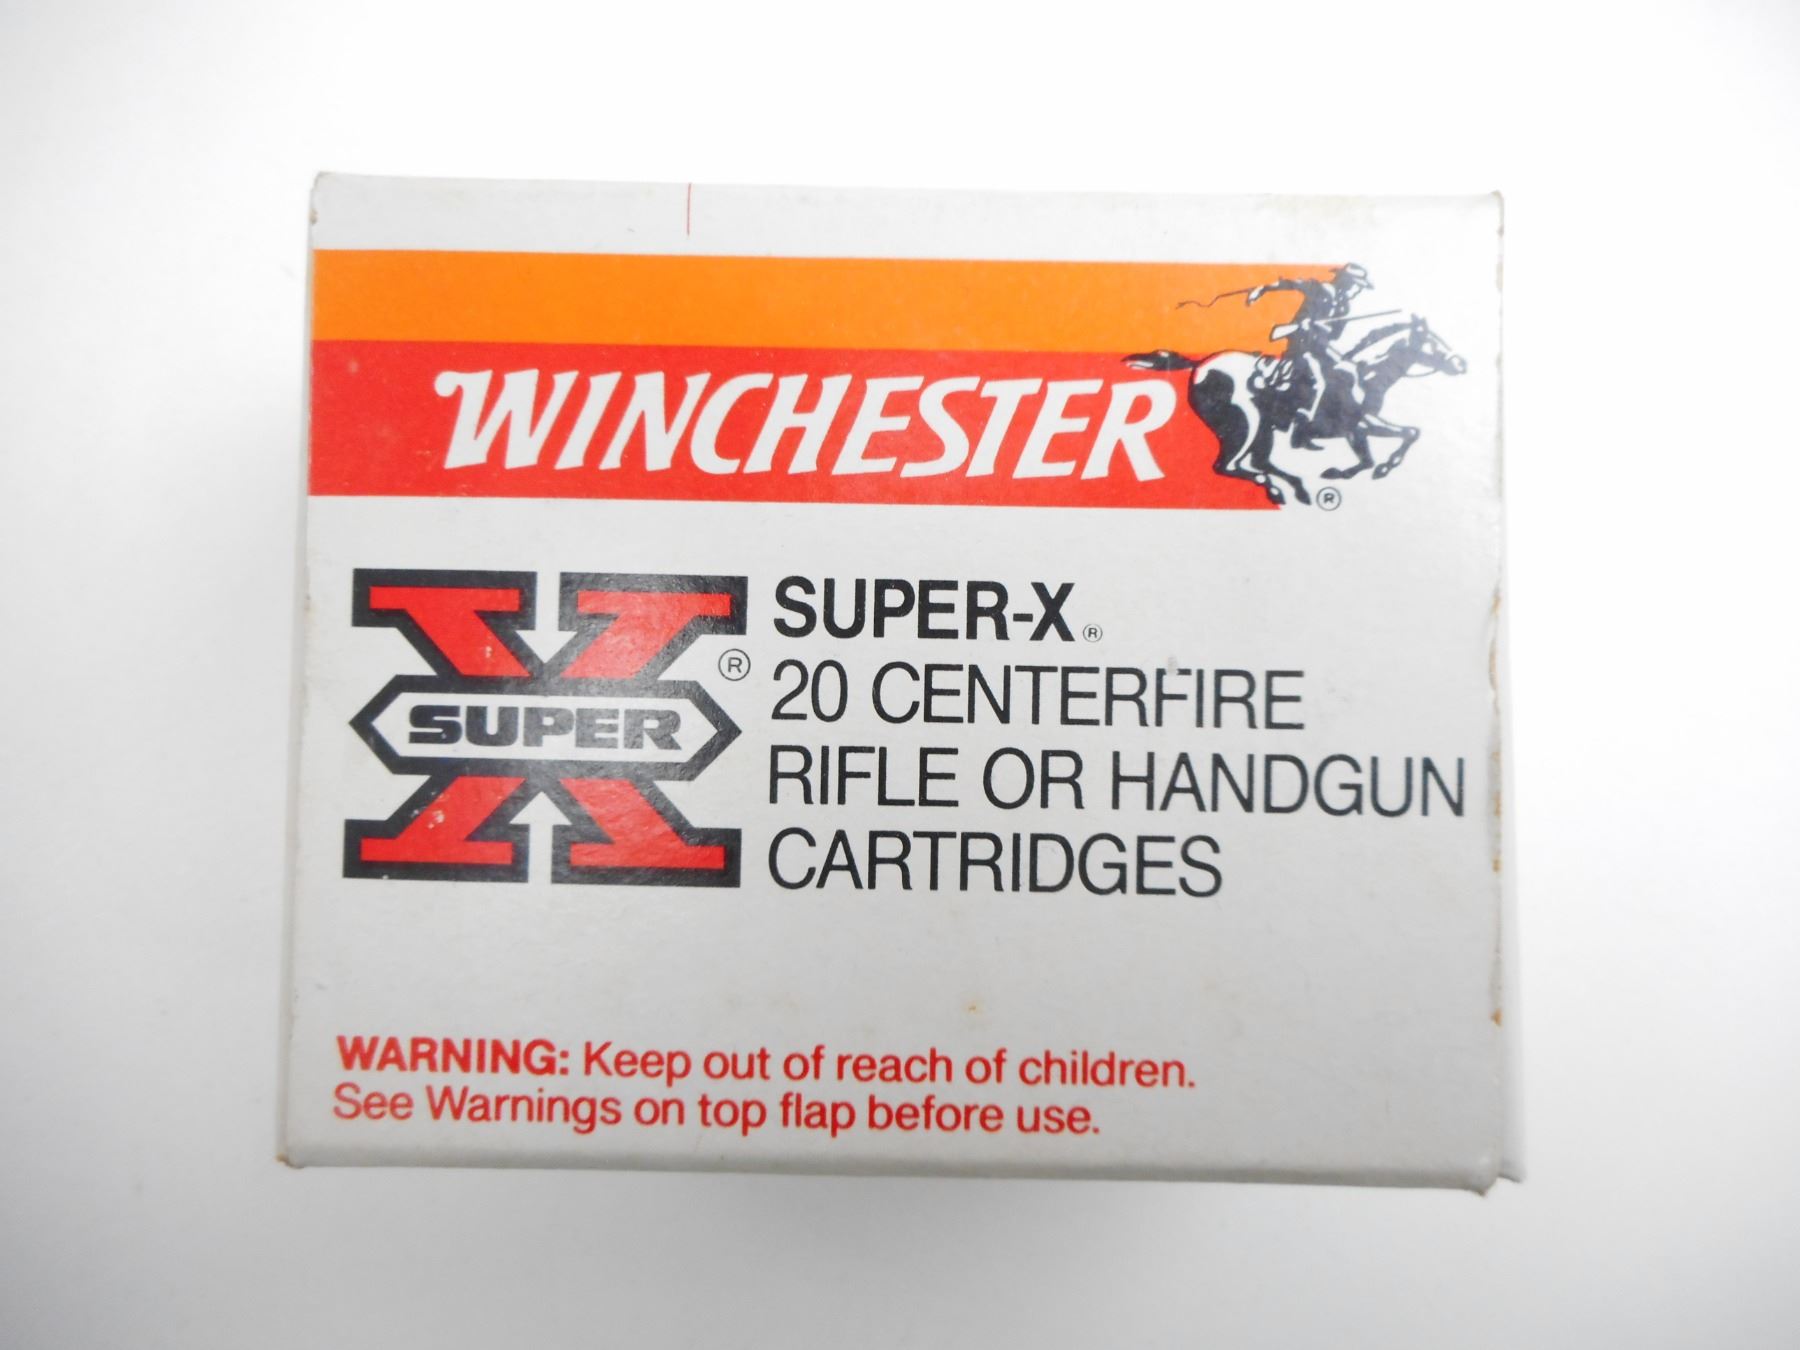 WINCHESTER
®
SUPER
®
SUPER-X®
20 CENTERFIRE
RIFLE OR HANDGUN
CARTRIDGES
WARNING: Keep out of reach of children.
See Warnings on top flap before use.